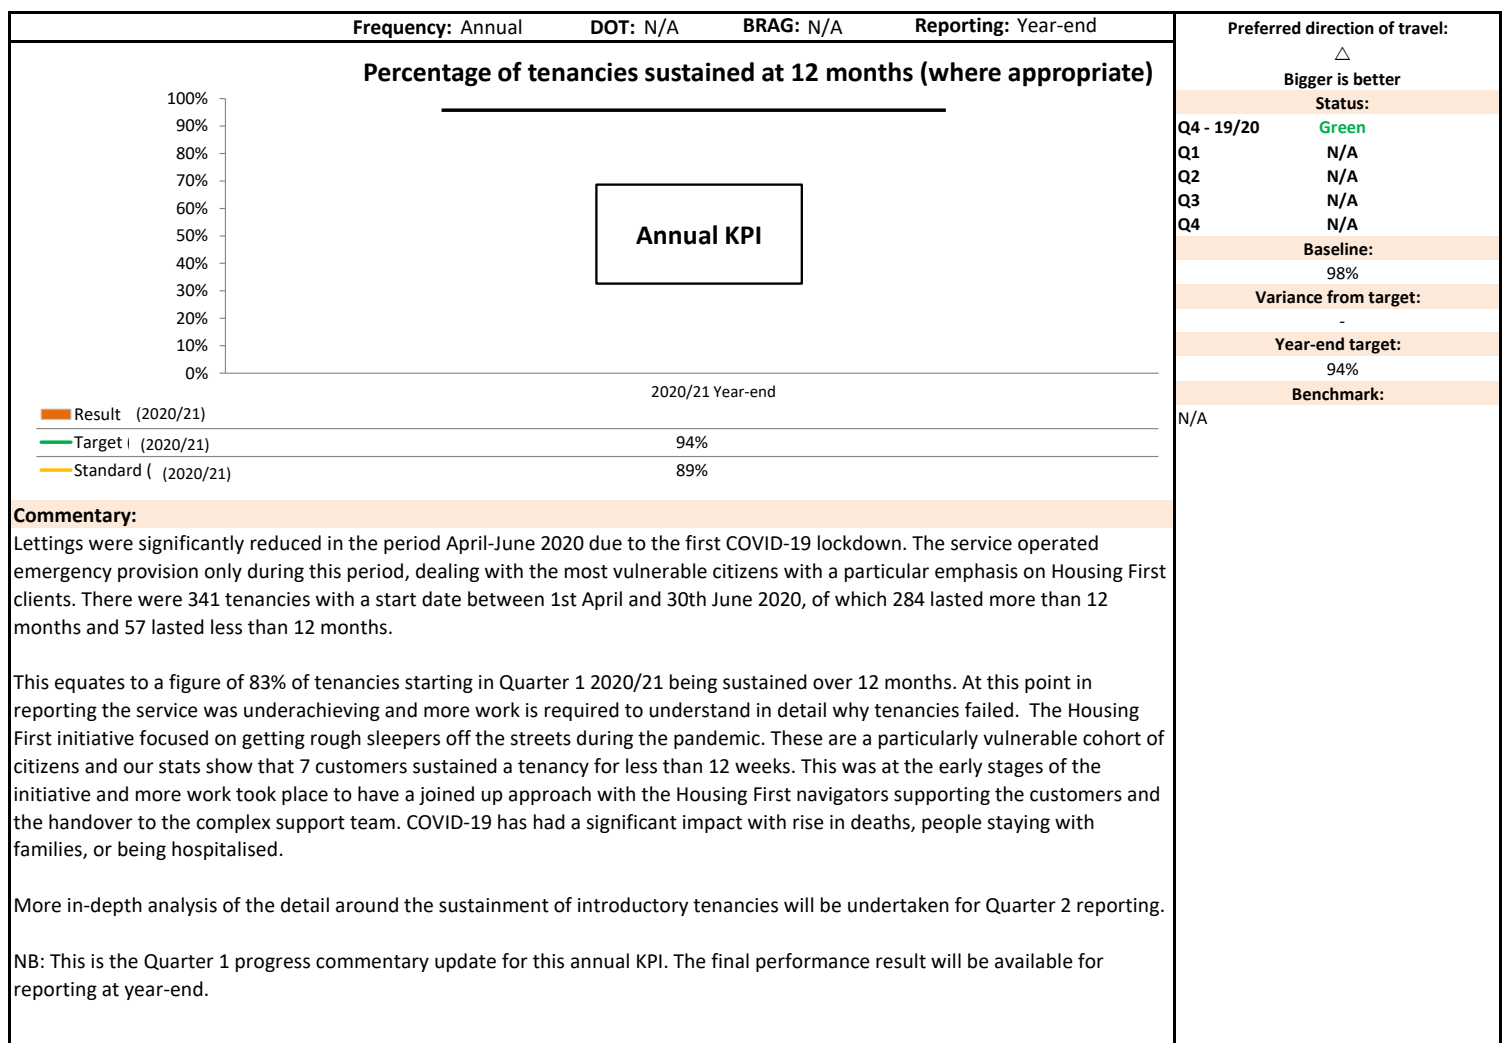 Frequency: Annual DOT: N/A BRAG: N/A Reporting: Year-end
Percentage of tenancies sustained at 12 months (where appropriate)
100%
90%
80%
70%
60%
50%
40%
30%
20%
10%
0%
Annual KPI
2020/21 Year-end
Result (2020/21)
Target ( (2020/21) 94%
Standard ( (2020/21) 89%
Preferred direction of travel:
△
Bigger is better
Status:
Q4 - 19/20 Green
Q1 N/A
Q2 N/A
Q3 N/A
Q4 N/A
Baseline:
98%
Variance from target:
-
Year-end target:
94%
Benchmark:
N/A
Commentary:
Lettings were significantly reduced in the period April-June 2020 due to the first COVID-19 lockdown. The service operated
emergency provision only during this period, dealing with the most vulnerable citizens with a particular emphasis on Housing First
clients. There were 341 tenancies with a start date between 1st April and 30th June 2020, of which 284 lasted more than 12
months and 57 lasted less than 12 months.
This equates to a figure of 83% of tenancies starting in Quarter 1 2020/21 being sustained over 12 months. At this point in
reporting the service was underachieving and more work is required to understand in detail why tenancies failed. The Housing
First initiative focused on getting rough sleepers off the streets during the pandemic. These are a particularly vulnerable cohort of
citizens and our stats show that 7 customers sustained a tenancy for less than 12 weeks. This was at the early stages of the
initiative and more work took place to have a joined up approach with the Housing First navigators supporting the customers and
the handover to the complex support team. COVID-19 has had a significant impact with rise in deaths, people staying with
families, or being hospitalised.
More in-depth analysis of the detail around the sustainment of introductory tenancies will be undertaken for Quarter 2 reporting.
NB: This is the Quarter 1 progress commentary update for this annual KPI. The final performance result will be available for
reporting at year-end.